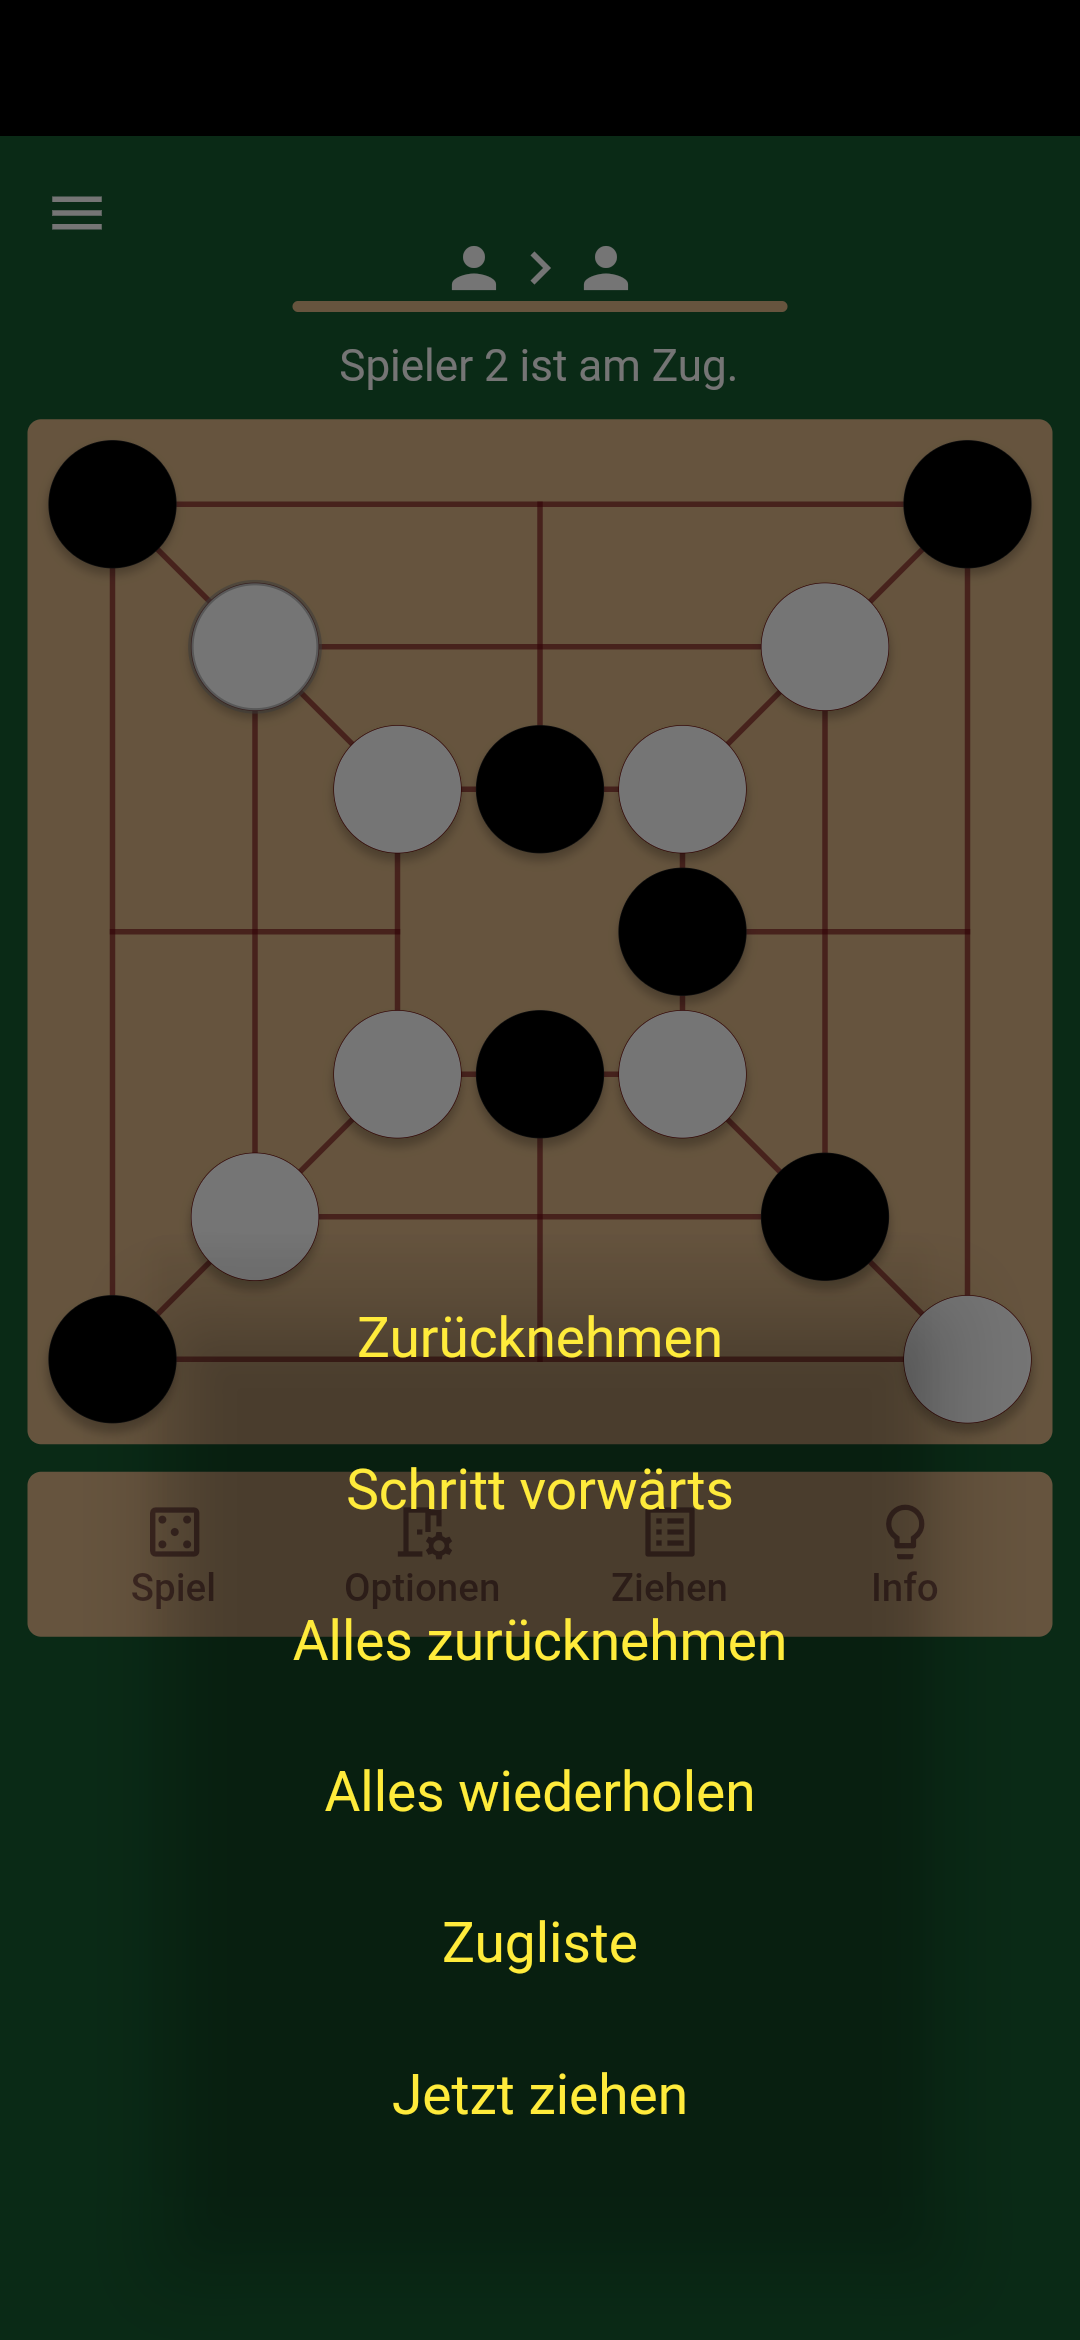 Spieler 2 ist am Zug.
Zurücknehmen
Schritt vorwärts
Spiel
Optionen
Ziehen
Info
Alles zurücknehmen
Alles wiederholen
Zugliste
Jetzt ziehen